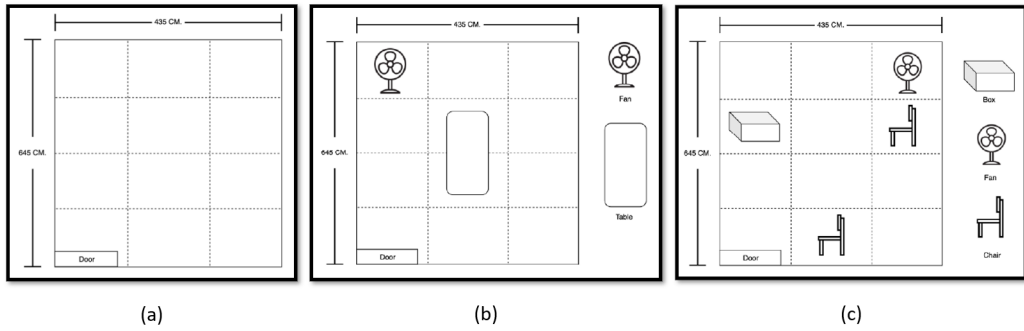 435 CM.
645 CM.
Door
(a)
435 CM.
645 CM.
Fan
Table
Door
(b)
435 CM.
645 CM.
Box
Fan
Chair
Door
(c)